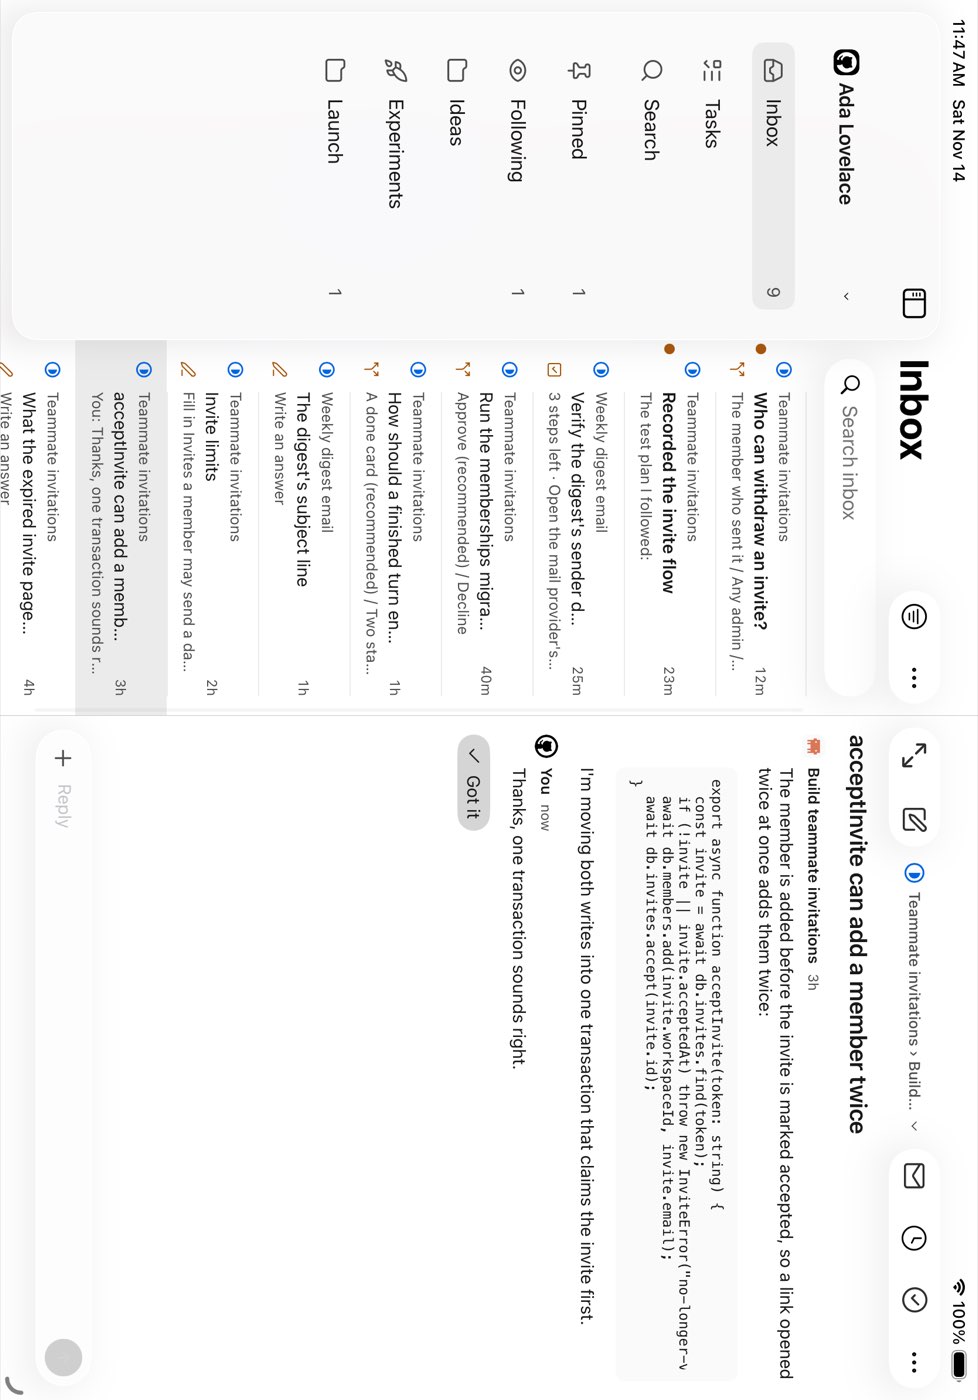 11:47 AM Sat Nov 14
100%
Ada Lovelace
Inbox 9
Tasks
Search
Pinned 1
Following 1
Ideas
Experiments
Launch 1
Inbox
Search inbox
Teammate invitations
Who can withdraw an invite? 12m
The member who sent it / Any admin /...
Teammate invitations
Recorded the invite flow 23m
The test plan I followed:
Weekly digest email
Verify the digest's sender d... 25m
3 steps left · Open the mail provider's...
Teammate invitations
Run the memberships migra... 40m
Approve (recommended) / Decline
Teammate invitations
How should a finished turn en... 1h
A done card (recommended) / Two sta...
Weekly digest email
The digest's subject line 1h
Write an answer
Teammate invitations
Invite limits 2h
Fill in Invites a member may send a da...
Teammate invitations
acceptInvite can add a memb... 3h
You: Thanks, one transaction sounds r...
Teammate invitations
What the expired invite page... 4h
Write an answer
Teammate invitations › Build...
acceptInvite can add a member twice
Build teammate invitations 3h
The member is added before the invite is marked accepted, so a link opened
twice at once adds them twice:
export async function acceptInvite(token: string) {
const invite = await db.invites.find(token);
if (!invite || invite.acceptedAt) throw new InviteError("no-longer-v
await db.members.add(invite.workspaceId, invite.email);
await db.invites.accept(invite.id);
}
I'm moving both writes into one transaction that claims the invite first.
You now
Thanks, one transaction sounds right.
Got it
Reply